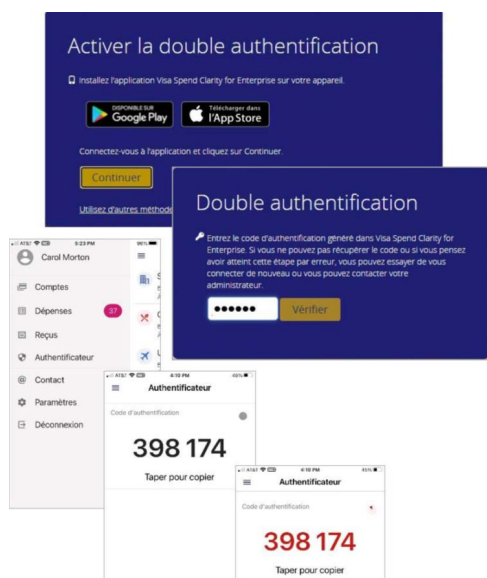 Activer la double authentification
Installez l'application Visa Spend Clarity for Enterprise sur votre appareil.
DISPONIBLE SUR
Google Play
Télécharger dans
l'App Store
Connectez-vous à l'application et cliquez sur Continuer.
Continuer
Utilisez d'autres méthode
Double authentification
Entrez le code d'authentification généré dans Visa Spend Clarity for
Enterprise. Si vous ne pouvez pas récupérer le code ou si vous pensez
avoir atteint cette étape par erreur, vous pouvez essayer de vous
connecter de nouveau ou vous pouvez contacter votre
administrateur.
Vérifier
AT&T 5:23 PM
Carol Morton
Comptes
Dépenses 37
Reçus
Authentificateur
Contact
Paramètres
Déconnexion
AT&T 4:10 PM
Authentificateur
Code d'authentification
398 174
Taper pour copier
AT&T 4:10 PM
Authentificateur
Code d'authentification
398 174
Taper pour copier